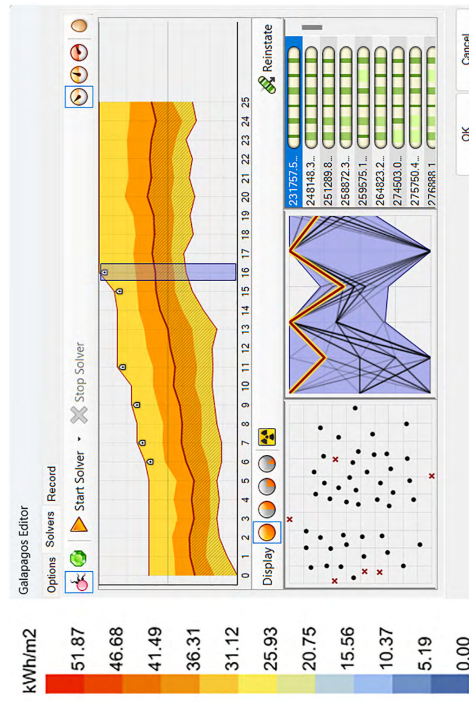 Galapagos Editor
Options Solvers Record
Start Solver Stop Solver
0 1 2 3 4 5 6 7 8 9 10 11 12 13 14 15 16 17 18 19 20 21 22 23 24 25
Display Reinstate
231757.5...
248148.3...
251289.8...
258872.3...
259575.1...
264823.2...
274503.0...
275750.4...
276888.1
OK Cancel
kWh/m2
51.87
46.68
41.49
36.31
31.12
25.93
20.75
15.56
10.37
5.19
0.00